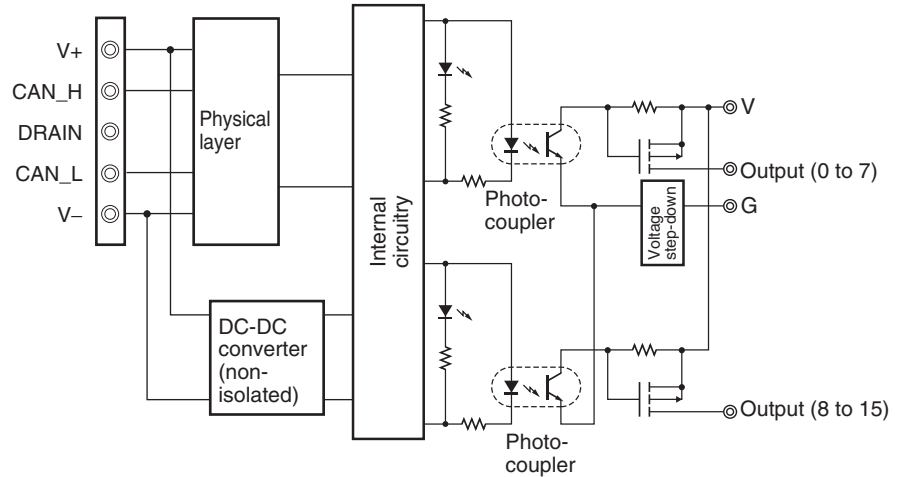 V+
CAN_H
DRAIN
CAN_L
V–
Physical
layer
DC-DC
converter
(non-
isolated)
Internal
circuitry
Photo-
coupler
V
Output (0 to 7)
G
Voltage
step-down
Photo-
coupler
Output (8 to 15)